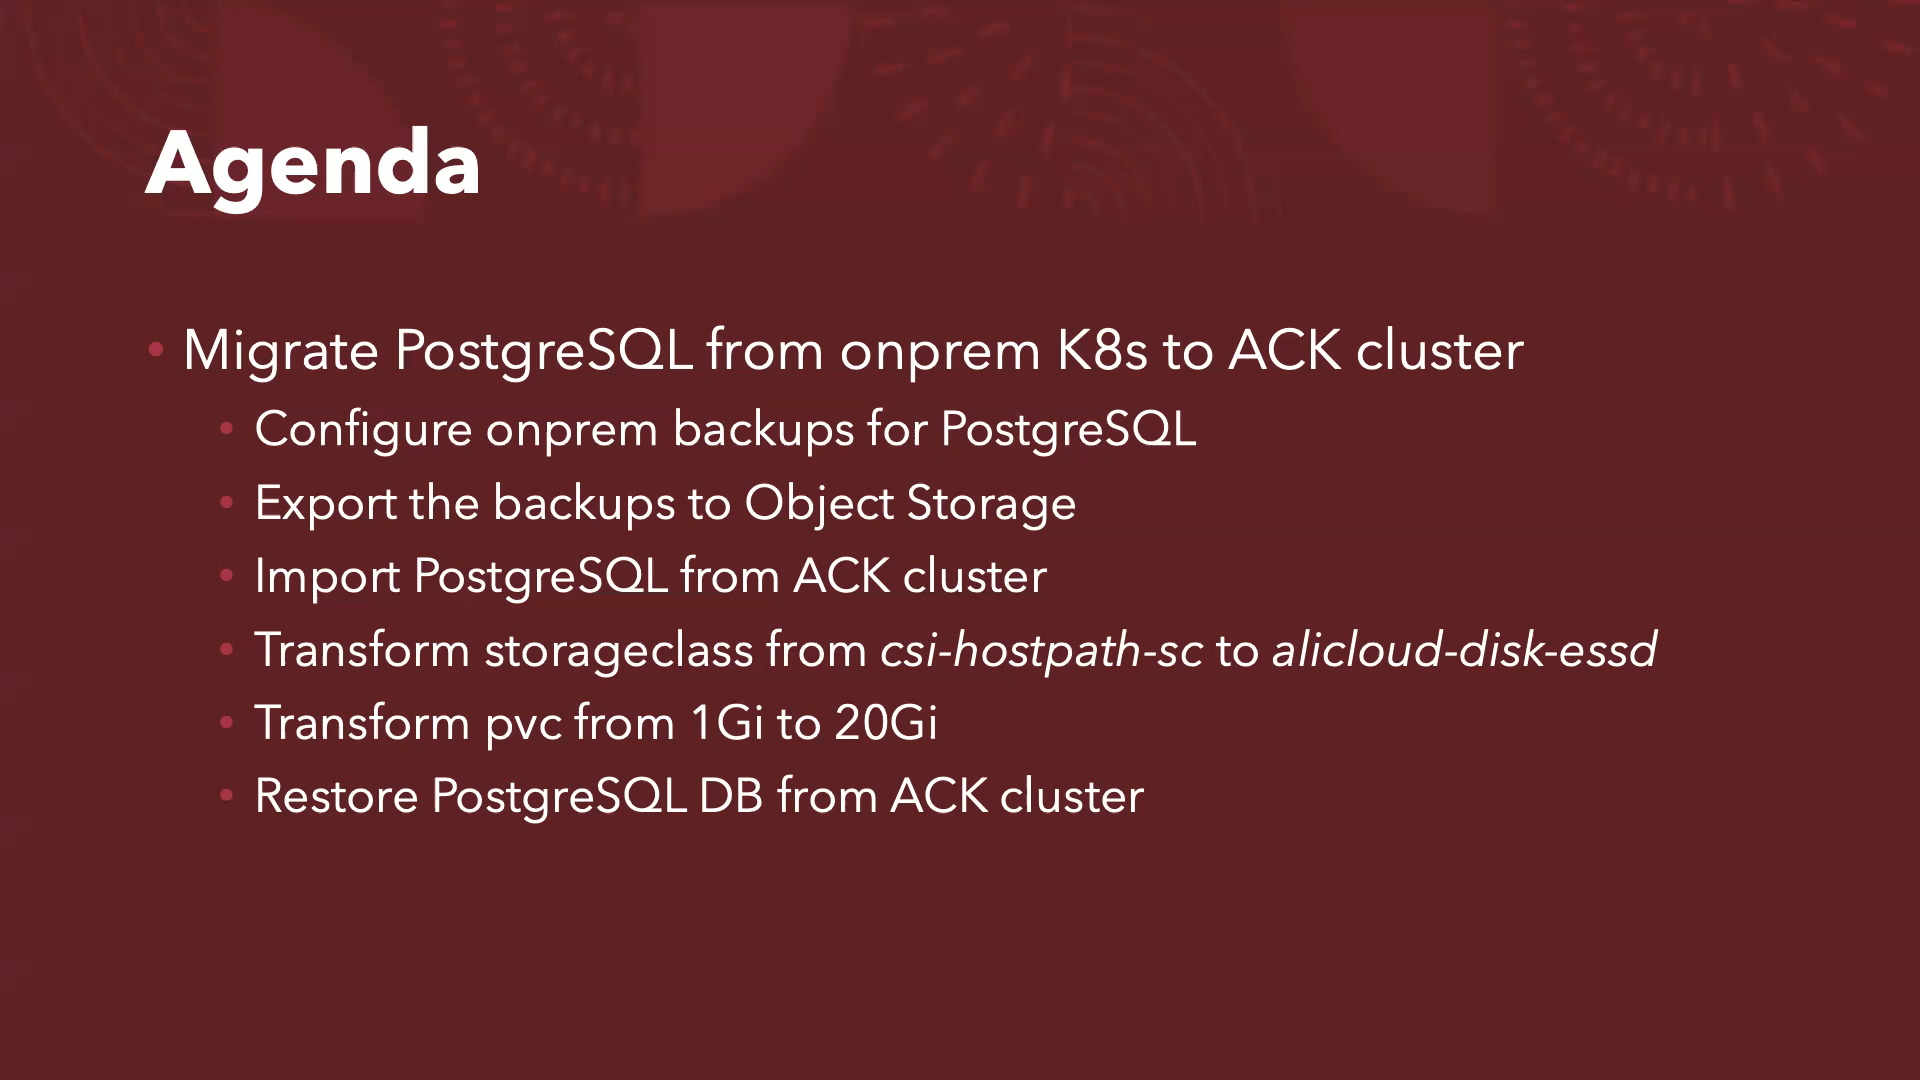 Agenda
• Migrate PostgreSQL from onprem K8s to ACK cluster
• Configure onprem backups for PostgreSQL
• Export the backups to Object Storage
• Import PostgreSQL from ACK cluster
• Transform storageclass from csi-hostpath-sc to alicloud-disk-essd
• Transform pvc from 1Gi to 20Gi
• Restore PostgreSQL DB from ACK cluster